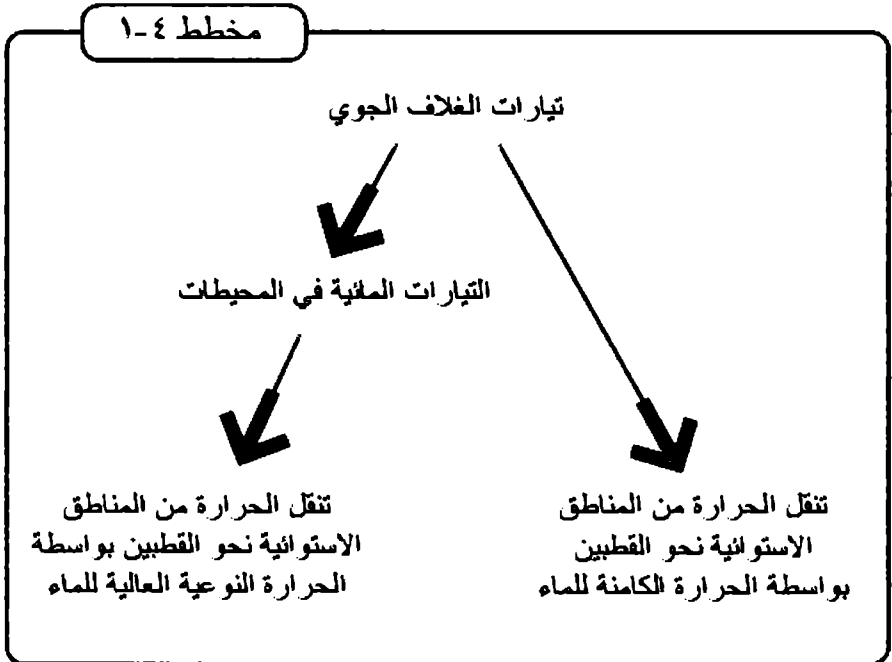 مخطط ٤-١
تيارات الغلاف الجوي
التيارات المائية في المحيطات
تنقل الحرارة من المناطق
الاستوائية نحو القطبين
بواسطة الحرارة الكامنة للماء
تنقل الحرارة من المناطق
الاستوائية نحو القطبين بواسطة
الحرارة النوعية العالية للماء